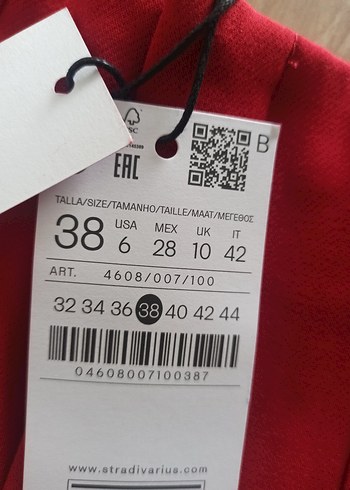 FSC
EAC
B
TALLA/SIZE/TAMANHO/TAILLE/MAAT/ΜΕΓΕΘΟΣ
38 USA 6 MEX 28 UK 10 IT 42
ART. 4608/007/100
32 34 36 38 40 42 44
04608007100387
www.stradivarius.com